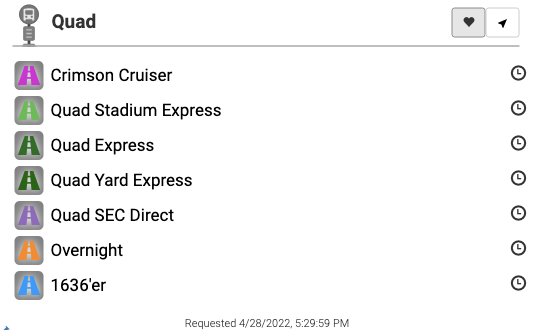 Quad
Crimson Cruiser
Quad Stadium Express
Quad Express
Quad Yard Express
Quad SEC Direct
Overnight
1636'er
Requested 4/28/2022, 5:29:59 PM